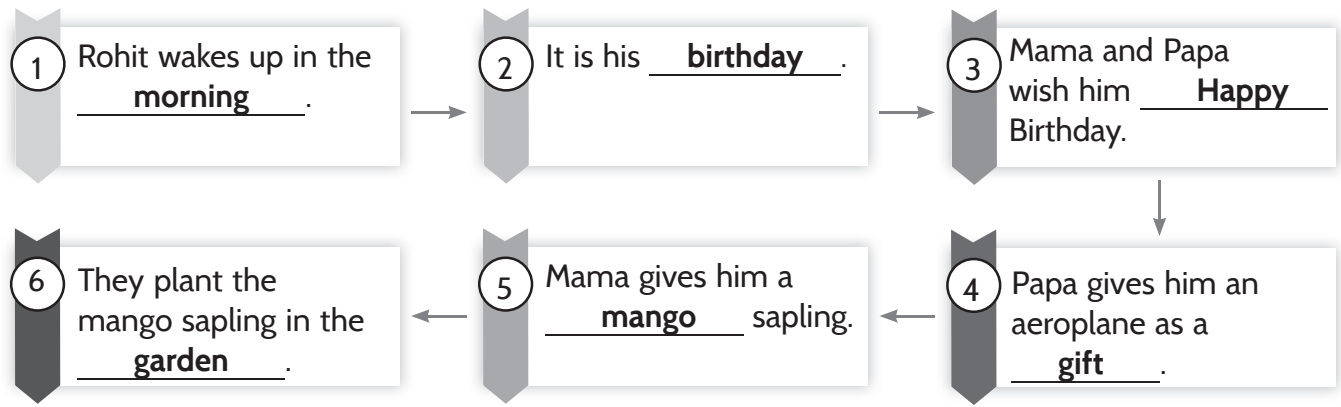 1
Rohit wakes up in the
morning.
2
It is his birthday.
3
Mama and Papa
wish him Happy
Birthday.
4
Papa gives him an
aeroplane as a
gift.
5
Mama gives him a
mango sapling.
6
They plant the
mango sapling in the
garden.